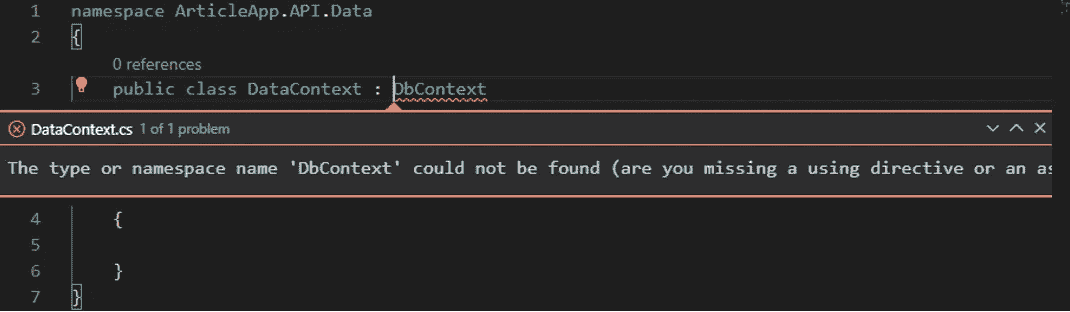 1 namespace ArticleApp.API.Data
2 {
0 references
3 public class DataContext : DbContext
DataContext.cs 1 of 1 problem
The type or namespace name 'DbContext' could not be found (are you missing a using directive or an as
4 {
5
6 }
7 }